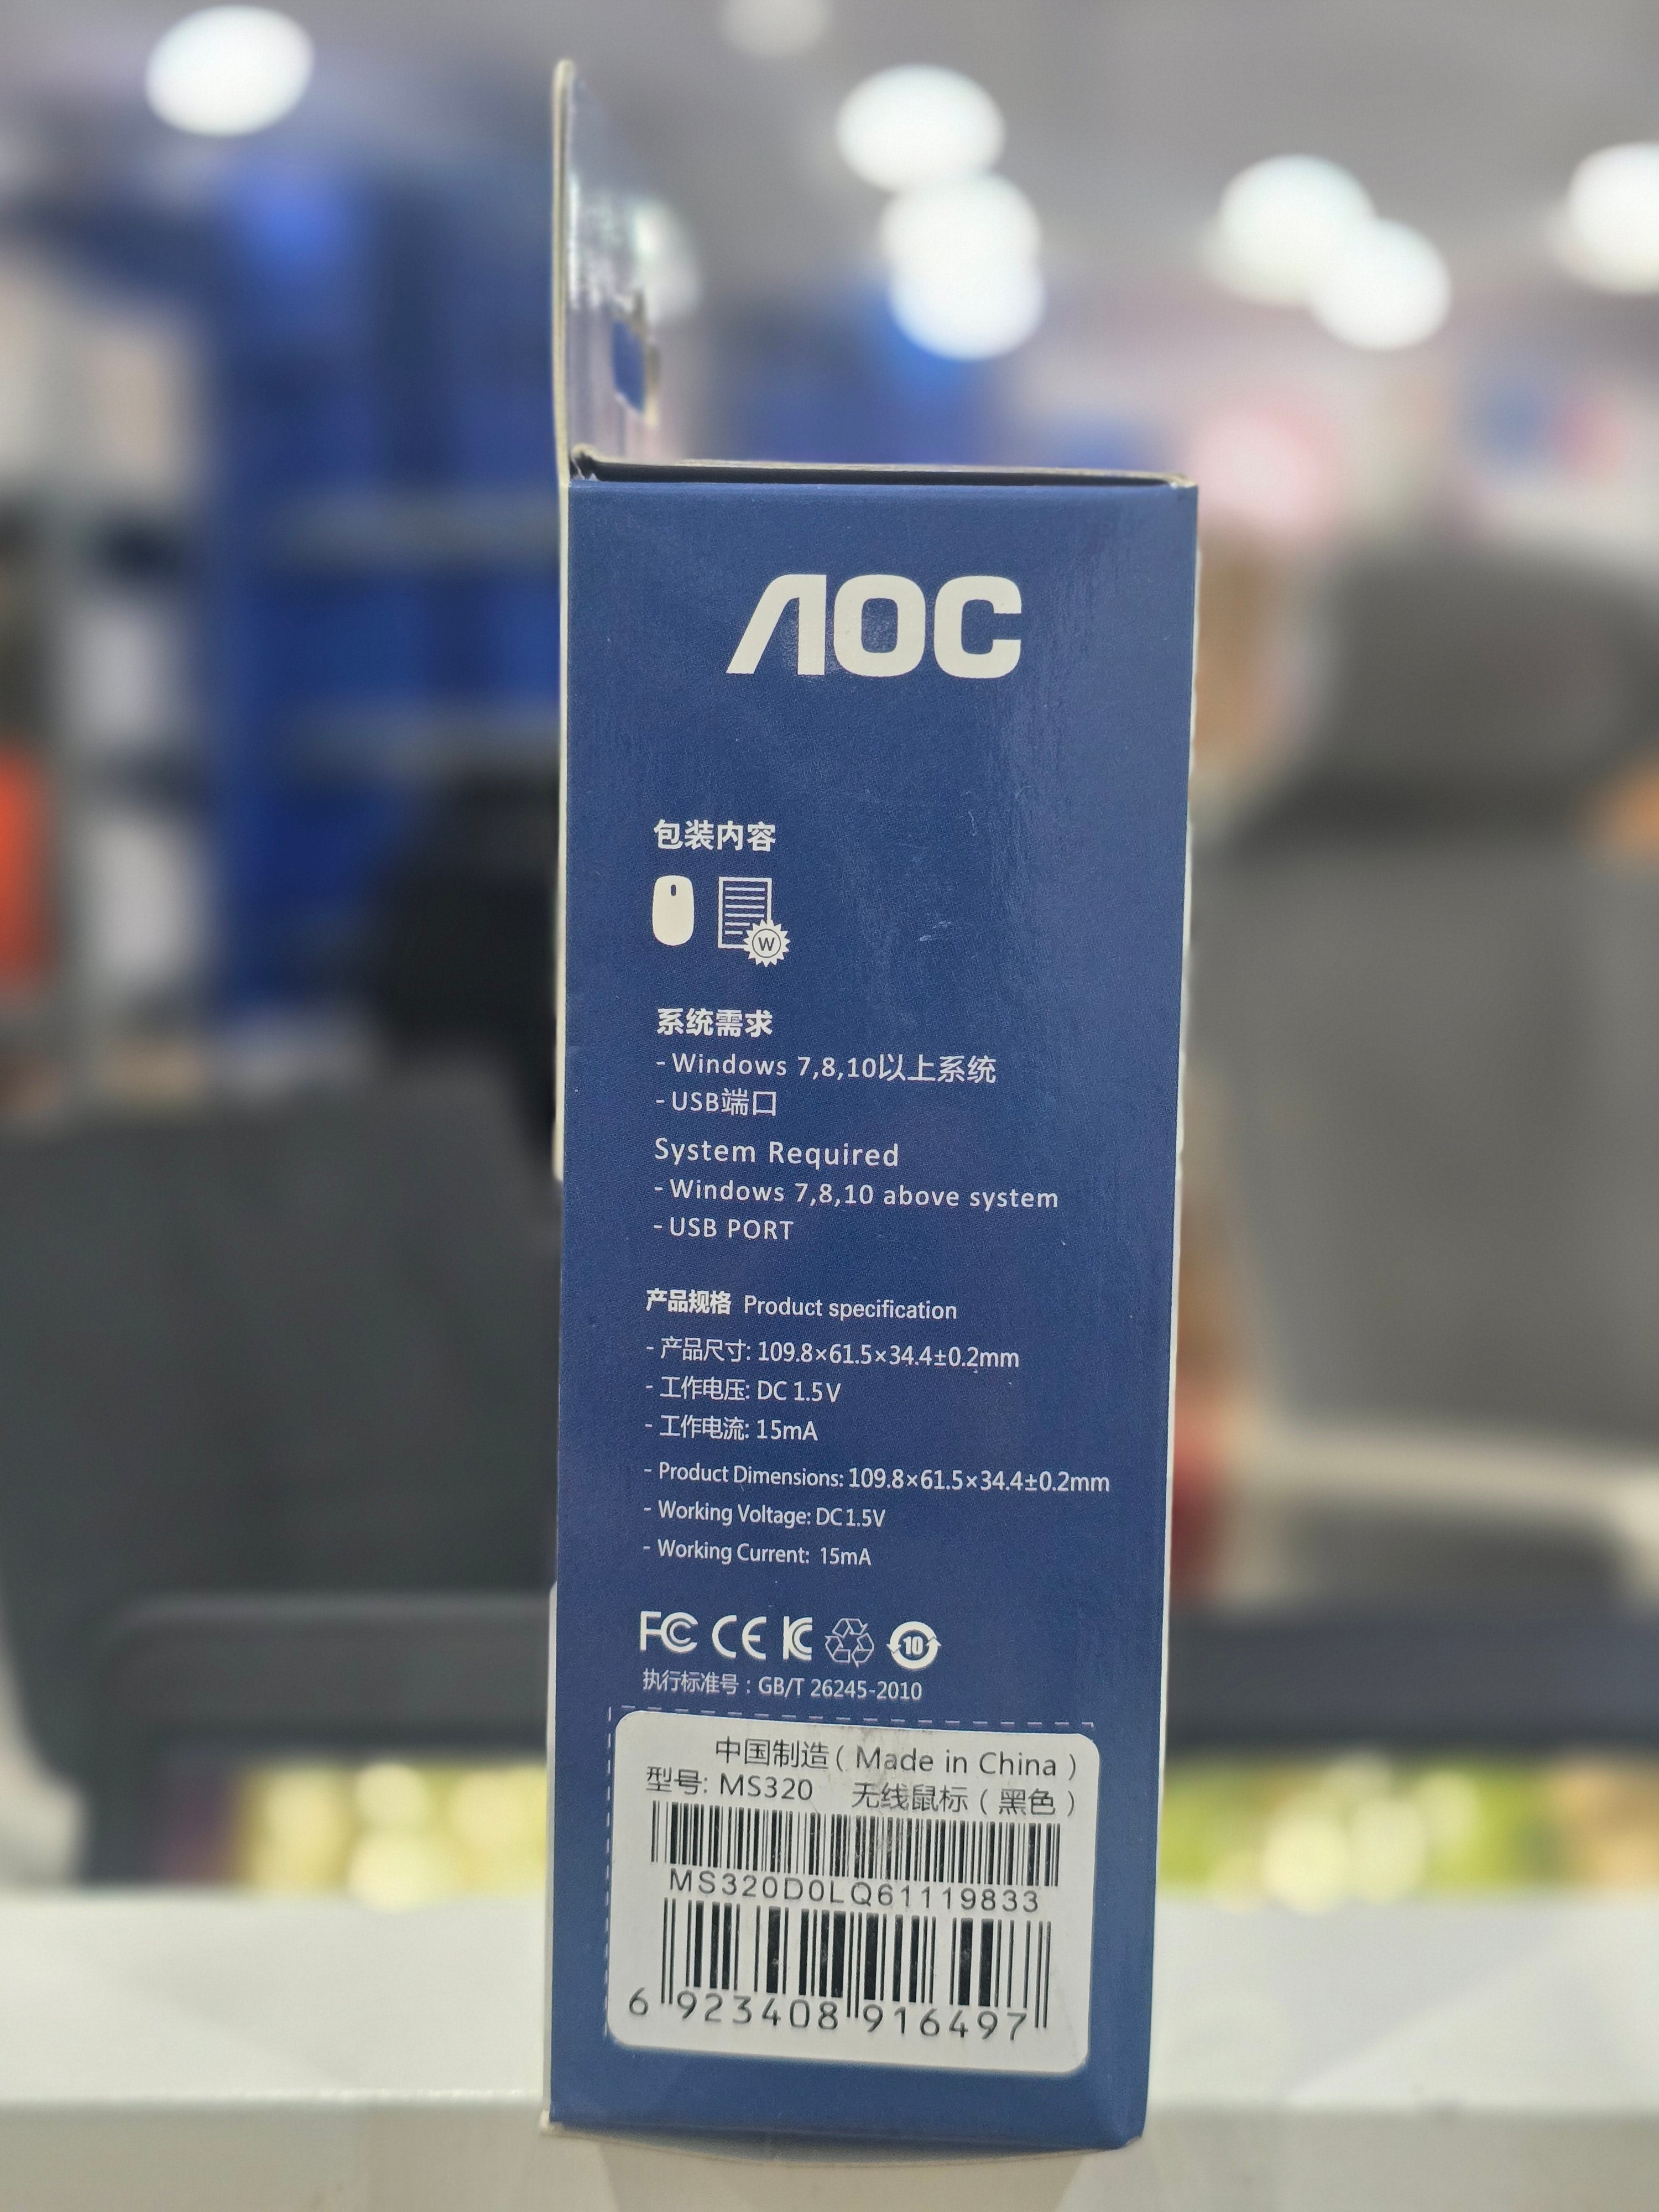 AOC
包装内容
W
系统需求
- Windows 7,8,10以上系统
- USB端口
System Required
- Windows 7,8,10 above system
- USB PORT
产品规格 Product specification
- 产品尺寸: 109.8×61.5×34.4±0.2mm
- 工作电压: DC 1.5V
- 工作电流: 15mA
- Product Dimensions: 109.8×61.5×34.4±0.2mm
- Working Voltage: DC1.5V
- Working Current: 15mA
FC CE KC 10
执行标准号：GB/T 26245-2010
中国制造（Made in China）
型号: MS320 无线鼠标（黑色）
MS320D0LQ61119833
6 923408 916497